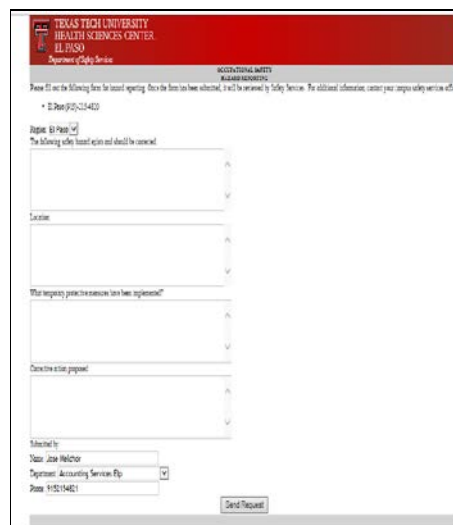 TEXAS TECH UNIVERSITY
HEALTH SCIENCES CENTER.
EL PASO
Department of Safety Services
OCCUPATIONAL SAFETY
HAZARD REPORTING
Please fill out the following form for hazard reporting. Once the form has been submitted, it will be reviewed by Safety Services. For additional information, contact your campus safety services
El Paso (915)-215-4820
Region: El Paso
The following safety hazard exists and should be corrected:
Location:
What temporary protective measures have been implemented?
Corrective action proposed:
Submitted by:
Name: Jose Melchor
Department: Accounting Services Elp
Phone: 9152154821
Send Request